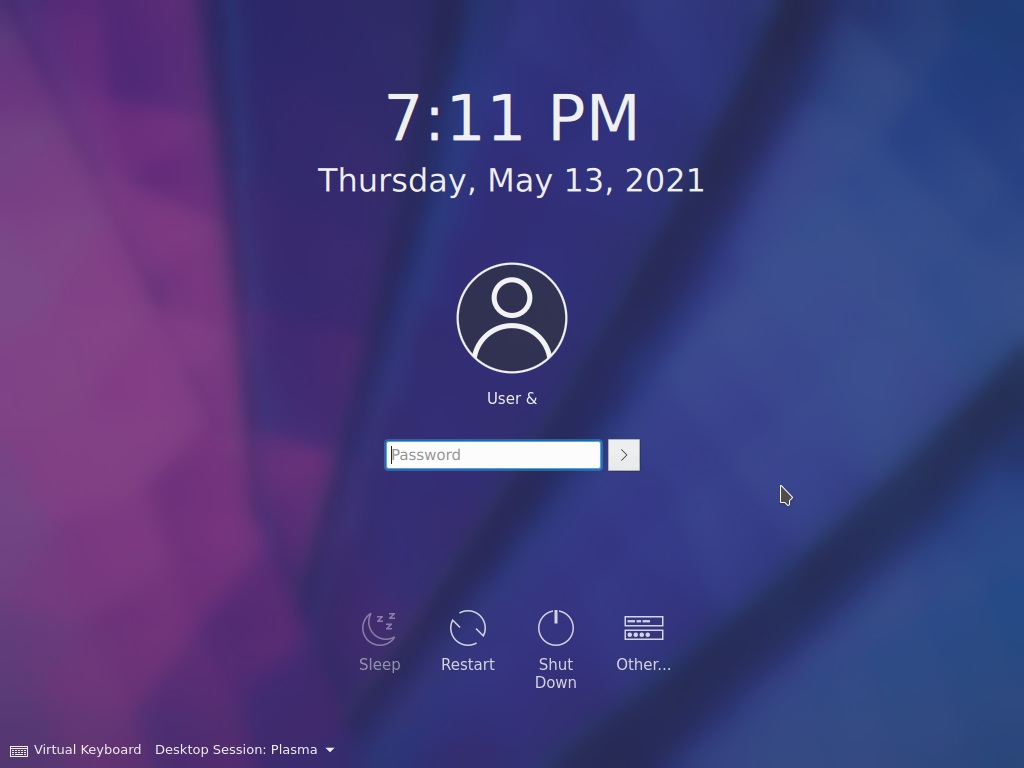 7:11 PM
Thursday, May 13, 2021
User &
Password
Sleep
Restart
Shut
Down
Other...
Virtual Keyboard
Desktop Session: Plasma